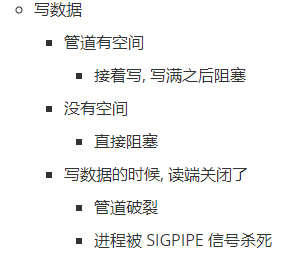 写数据
管道有空间
接着写, 写满之后阻塞
没有空间
直接阻塞
写数据的时候, 读端关闭了
管道破裂
进程被 SIGPIPE 信号杀死